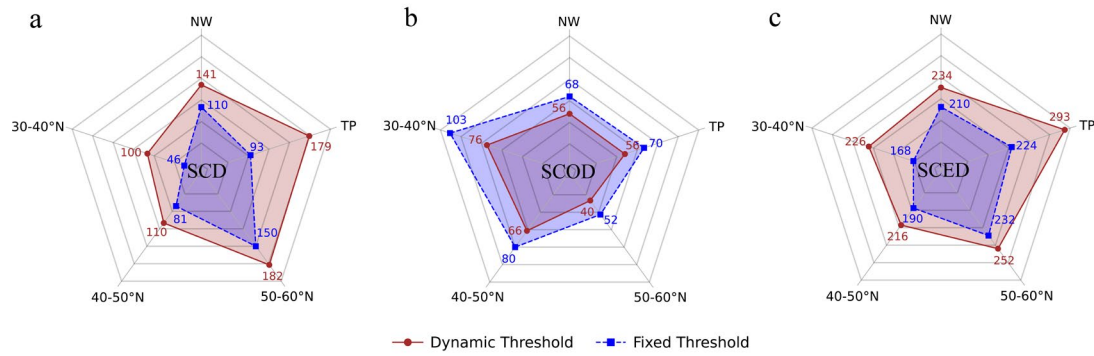 a
NW
141
110
30-40°N
TP
93
179
100
46
SCD
81
110
150
182
40-50°N
50-60°N
b
NW
68
56
103
76
TP
56
70
SCOD
40
52
66
80
40-50°N
50-60°N
c
NW
234
210
293
30-40°N
TP
226
224
168
SCED
190
232
216
252
40-50°N
50-60°N
Dynamic Threshold
Fixed Threshold
30-40°N